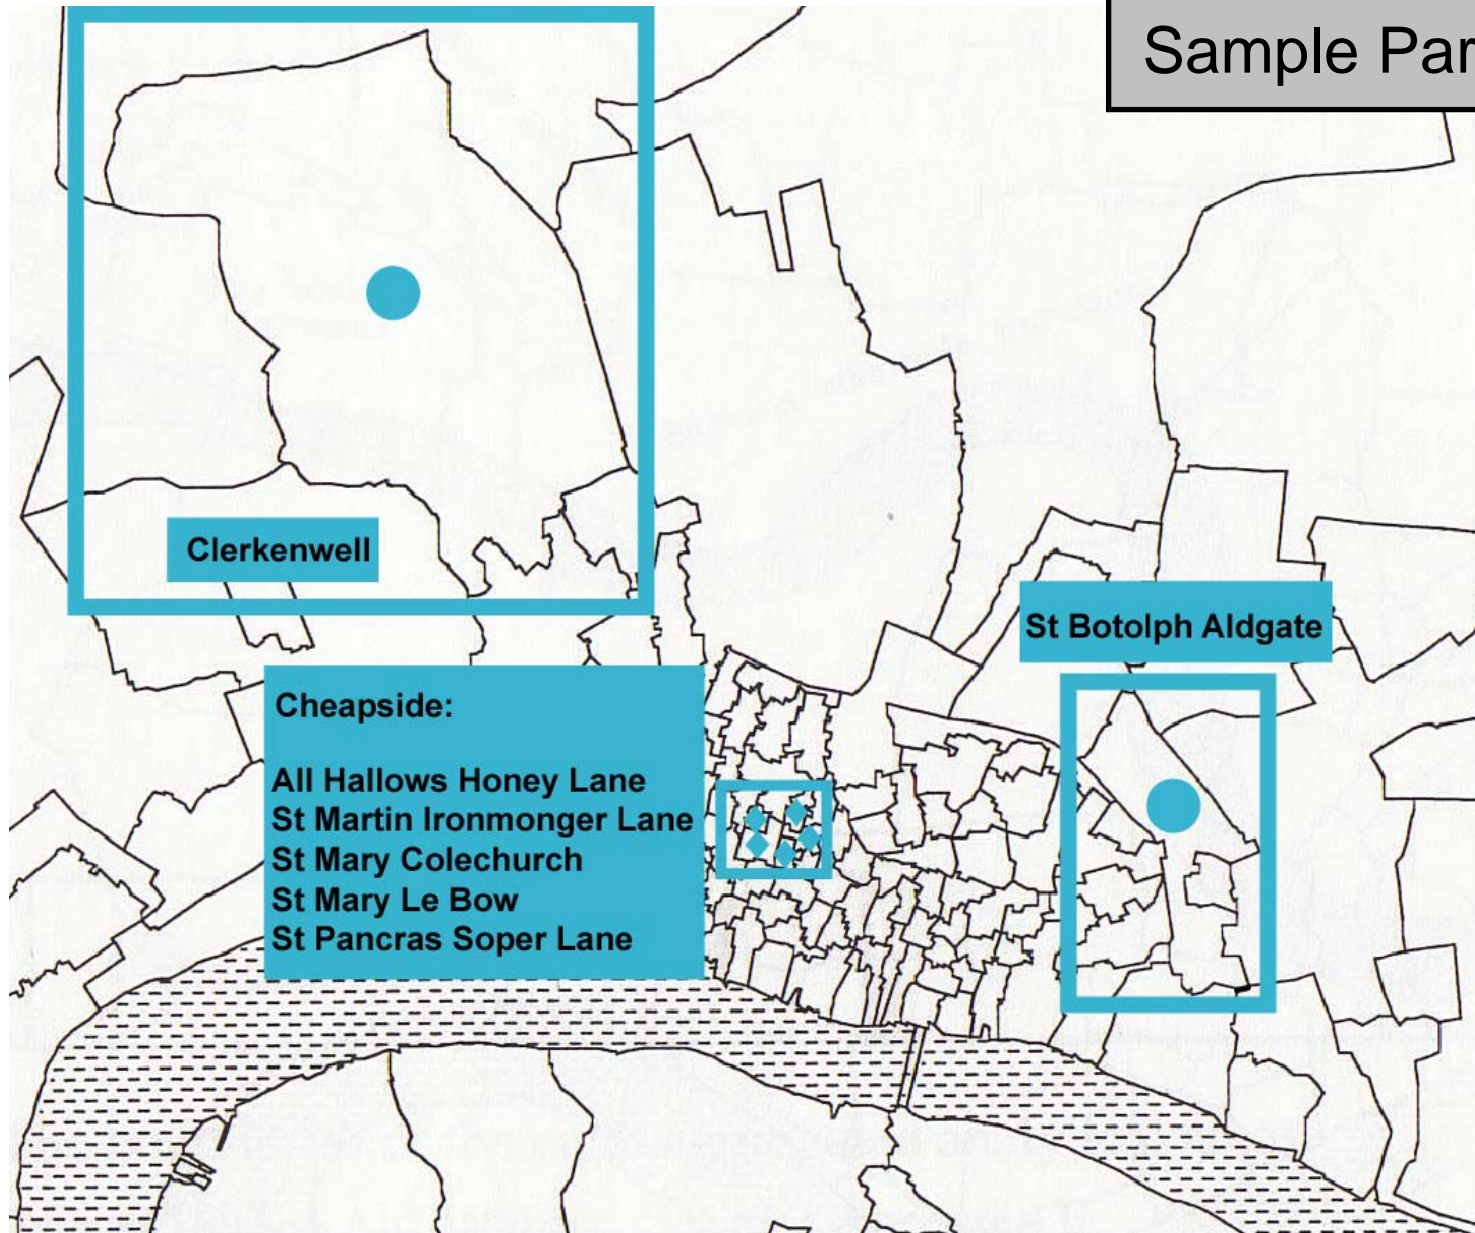 Sample Par
Clerkenwell
St Botolph Aldgate
Cheapside:
All Hallows Honey Lane
St Martin Ironmonger Lane
St Mary Colechurch
St Mary Le Bow
St Pancras Soper Lane